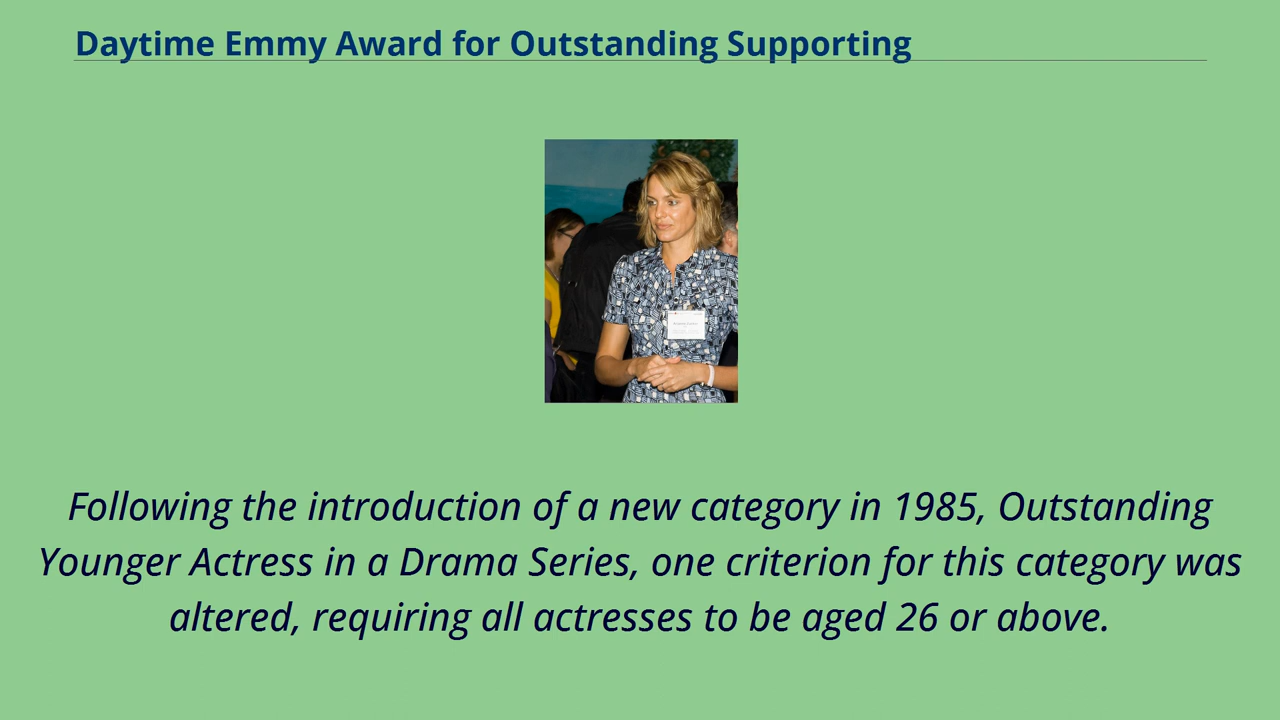 Daytime Emmy Award for Outstanding Supporting
Following the introduction of a new category in 1985, Outstanding
Younger Actress in a Drama Series, one criterion for this category was
altered, requiring all actresses to be aged 26 or above.